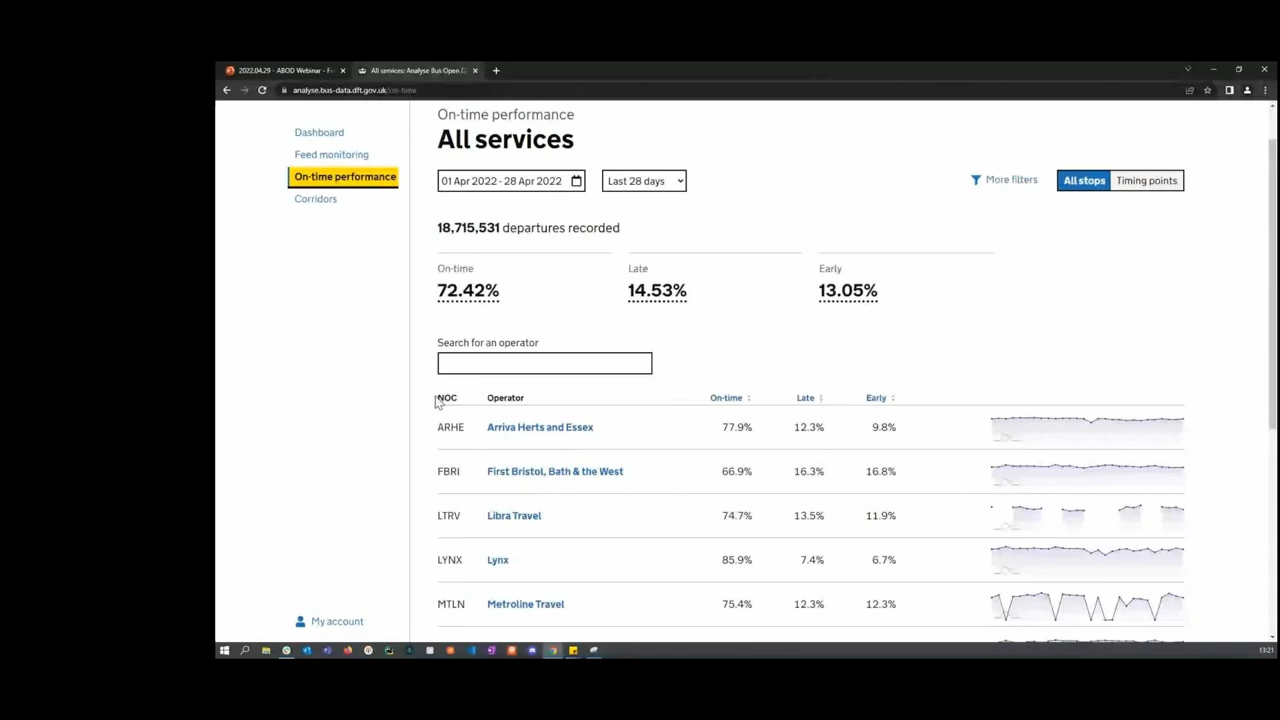 2022.04.29 - ABOD Webinar - Fr
All services: Analyse Bus Open D
analyse.bus-data.dft.gov.uk/on-time
Dashboard
Feed monitoring
On-time performance
Corridors
My account
On-time performance
All services
01 Apr 2022 - 28 Apr 2022
Last 28 days
More filters
All stops
Timing points
18,715,531 departures recorded
On-time Late Early
72.42% 14.53% 13.05%
Search for an operator
NOC Operator On-time Late Early
ARHE Arriva Herts and Essex 77.9% 12.3% 9.8%
FBRI First Bristol, Bath & the West 66.9% 16.3% 16.8%
LTRV Libra Travel 74.7% 13.5% 11.9%
LYNX Lynx 85.9% 7.4% 6.7%
MTLN Metroline Travel 75.4% 12.3% 12.3%
13:21